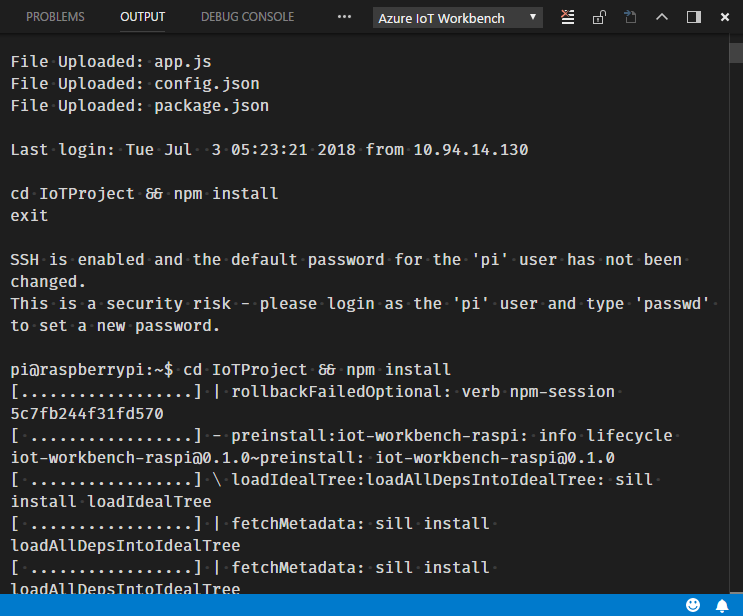 PROBLEMS OUTPUT DEBUG CONSOLE ••• Azure IoT Workbench
File Uploaded: app.js
File Uploaded: config.json
File Uploaded: package.json
Last login: Tue Jul  3 05:23:21 2018 from 10.94.14.130
cd IoTProject && npm install
exit
SSH is enabled and the default password for the 'pi' user has not been
changed.
This is a security risk - please login as the 'pi' user and type 'passwd'
to set a new password.
pi@raspberrypi:~$ cd IoTProject && npm install
[..................] | rollbackFailedOptional: verb npm-session
5c7fb244f31fd570
[ .................] - preinstall:iot-workbench-raspi: info lifecycle
iot-workbench-raspi@0.1.0~preinstall: iot-workbench-raspi@0.1.0
[ .................] \ loadIdealTree:loadAllDepsIntoIdealTree: sill
install loadIdealTree
[ .................] | fetchMetadata: sill install
loadAllDepsIntoIdealTree
[ .................] | fetchMetadata: sill install
loadAllDepsIntoIdealTree